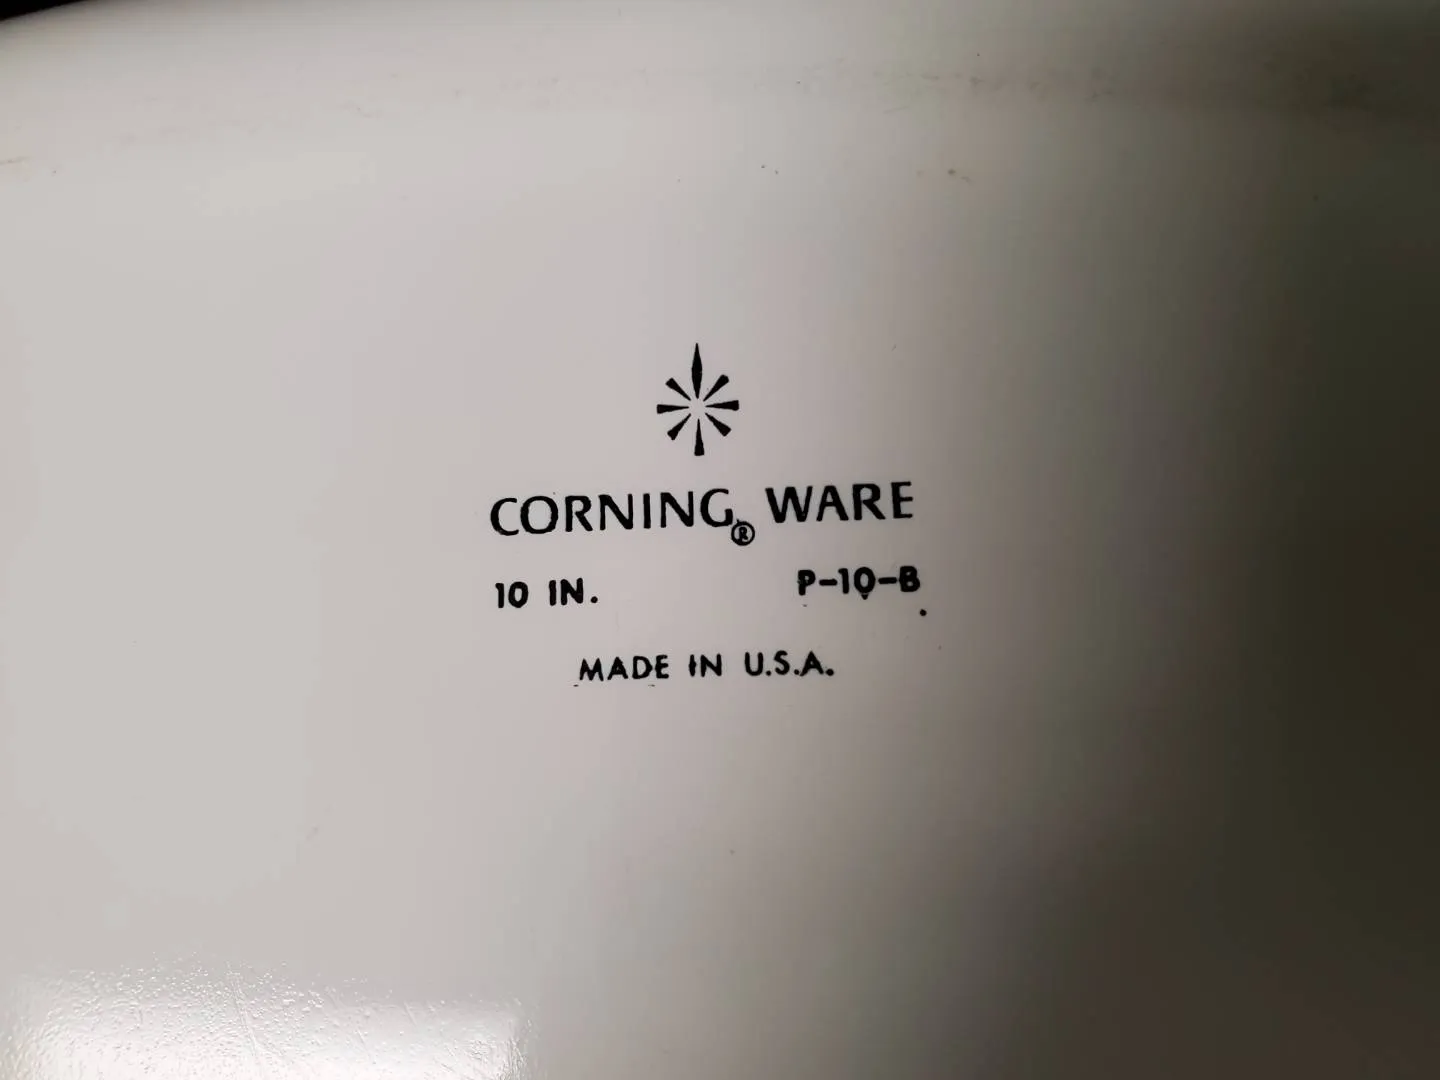 CORNING® WARE
10 IN. P-10-B
MADE IN U.S.A.